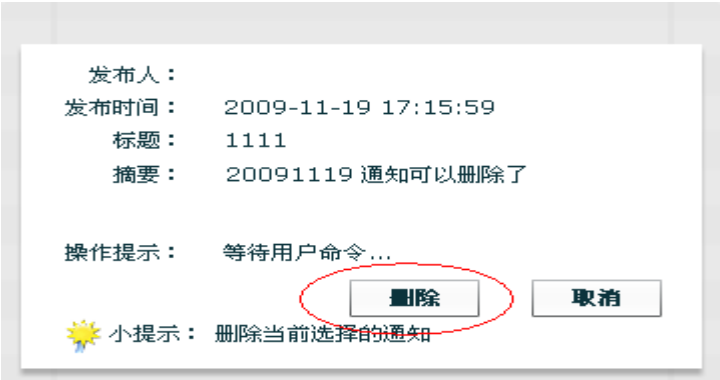 发布人：
发布时间： 2009-11-19 17:15:59
标题： 1111
摘要： 20091119 通知可以删除了
操作提示： 等待用户命令...
删除 取消
小提示： 删除当前选择的通知